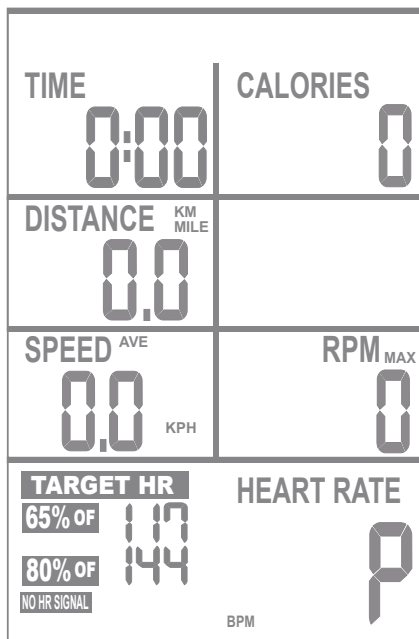 TIME
0:00
CALORIES
0
DISTANCE KM
MILE
0.0
SPEED AVE
0.0 KPH
RPM MAX
0
TARGET HR
65% OF 117
80% OF 144
NO HR SIGNAL
HEART RATE
P
BPM